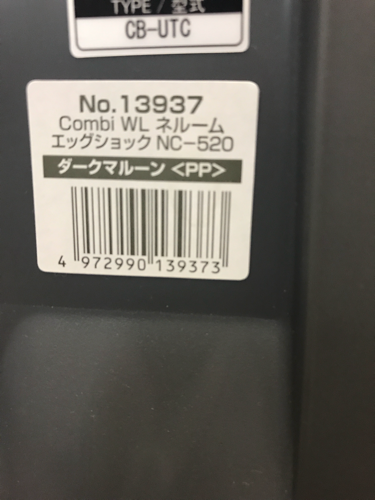 TYPE / 型式
CB-UTC
No.13937
Combi WL ネルーム
エッグショック NC-520
ダークマルーン <PP>
4 972990 139373